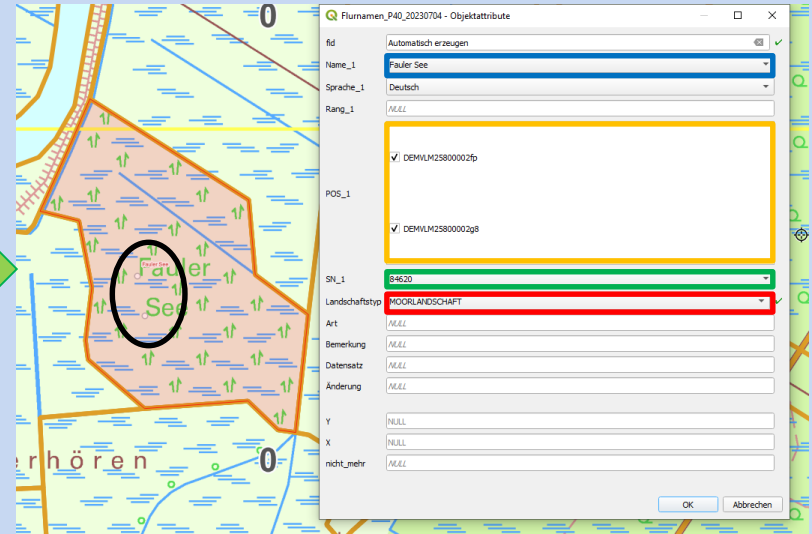 0
Fauler See
Fauler
See
rhören
0
Flurnamen_P40_20230704 - Objektattribute
fid Automatisch erzeugen
Name_1 Fauler See
Sprache_1 Deutsch
Rang_1 NULL
POS_1
DEMVLM25800002fp
DEMVLM25800002g8
SN_1 84620
Landschaftstyp MOORLANDSCHAFT
Art NULL
Bemerkung NULL
Datensatz NULL
Änderung NULL
Y NULL
X NULL
nicht_mehr NULL
OK Abbrechen